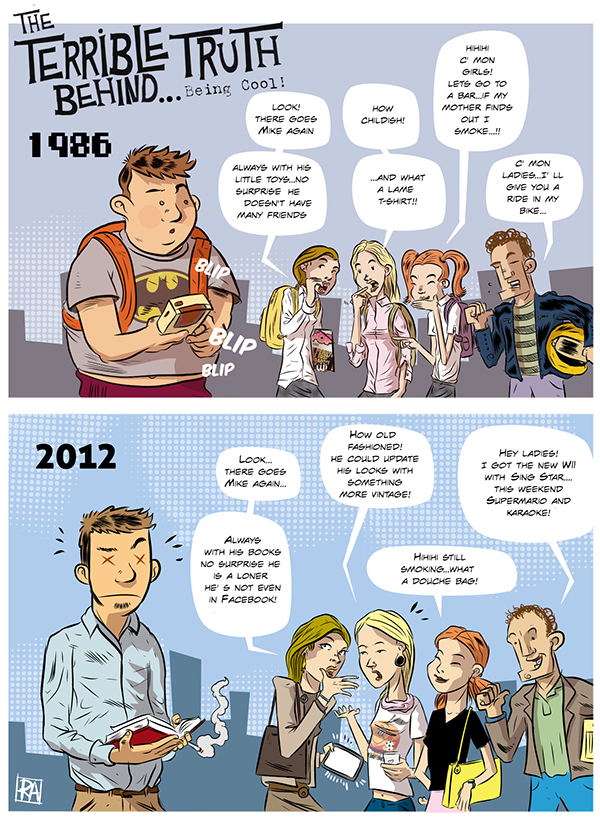 THE
TERRIBLE TRUTH
BEHIND... Being Cool!
1986
LOOK!
THERE GOES
MIKE AGAIN
ALWAYS WITH HIS
LITTLE TOYS...NO
SURPRISE HE
DOESN'T HAVE
MANY FRIENDS
HOW
CHILDISH!
...AND WHAT
A LAME
T-SHIRT!!
HIHIHI
C' MON
GIRLS!
LETS GO TO
A BAR...IF MY
MOTHER FINDS
OUT I
SMOKE...!!
C' MON
LADIES...I' LL
GIVE YOU A
RIDE IN MY
BIKE...
BLIP
BLIP
BLIP
2012
LOOK...
THERE GOES
MIKE AGAIN...
ALWAYS
WITH HIS BOOKS
NO SURPRISE HE
IS A LONER
HE' S NOT EVEN
IN FACEBOOK!
HOW OLD
FASHIONED!
HE COULD UPDATE
HIS LOOKS WITH
SOMETHING
MORE VINTAGE!
HIHIHI STILL
SMOKING...WHAT
A DOUCHE BAG!
HEY LADIES!
I GOT THE NEW WII
WITH SING STAR....
THIS WEEKEND
SUPERMARIO AND
KARAOKE!
RA